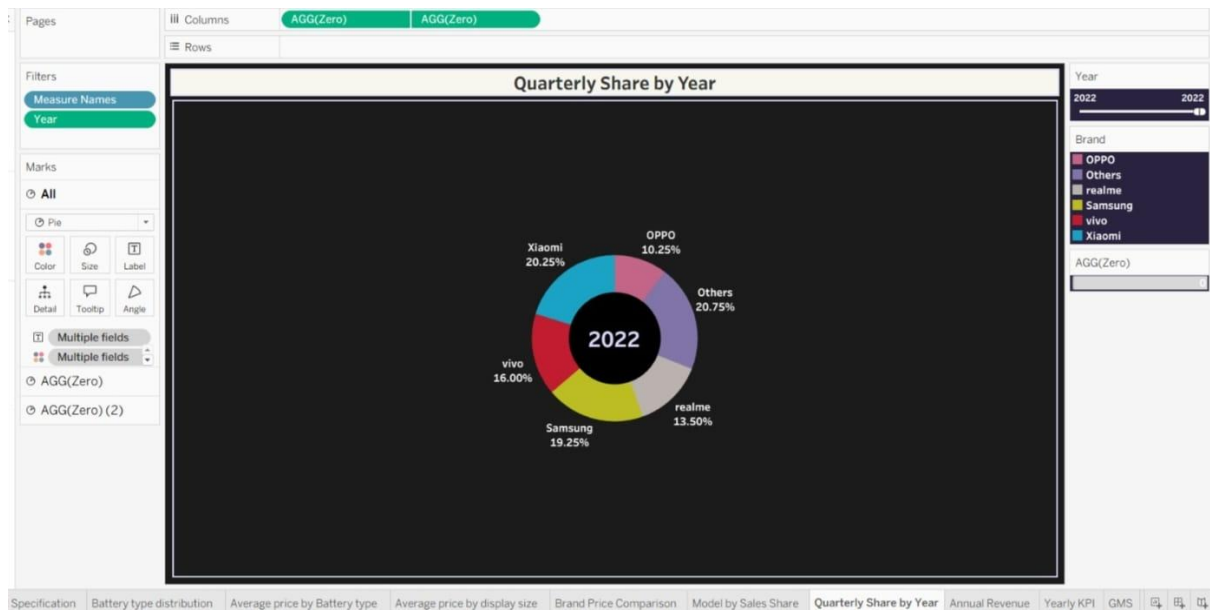 Pages
Columns
AGG(Zero)
AGG(Zero)
Rows
Filters
Measure Names
Year
Marks
All
Pie
Color
Size
Label
Detail
Tooltip
Angle
Multiple fields
Multiple fields
AGG(Zero)
AGG(Zero) (2)
Quarterly Share by Year
OPPO
10.25%
Others
20.75%
realme
13.50%
Samsung
19.25%
vivo
16.00%
Xiaomi
20.25%
2022
Year
2022 2022
Brand
OPPO
Others
realme
Samsung
vivo
Xiaomi
AGG(Zero)
0
Specification Battery type distribution Average price by Battery type Average price by display size Brand Price Comparison Model by Sales Share Quarterly Share by Year Annual Revenue Yearly KPI GMS